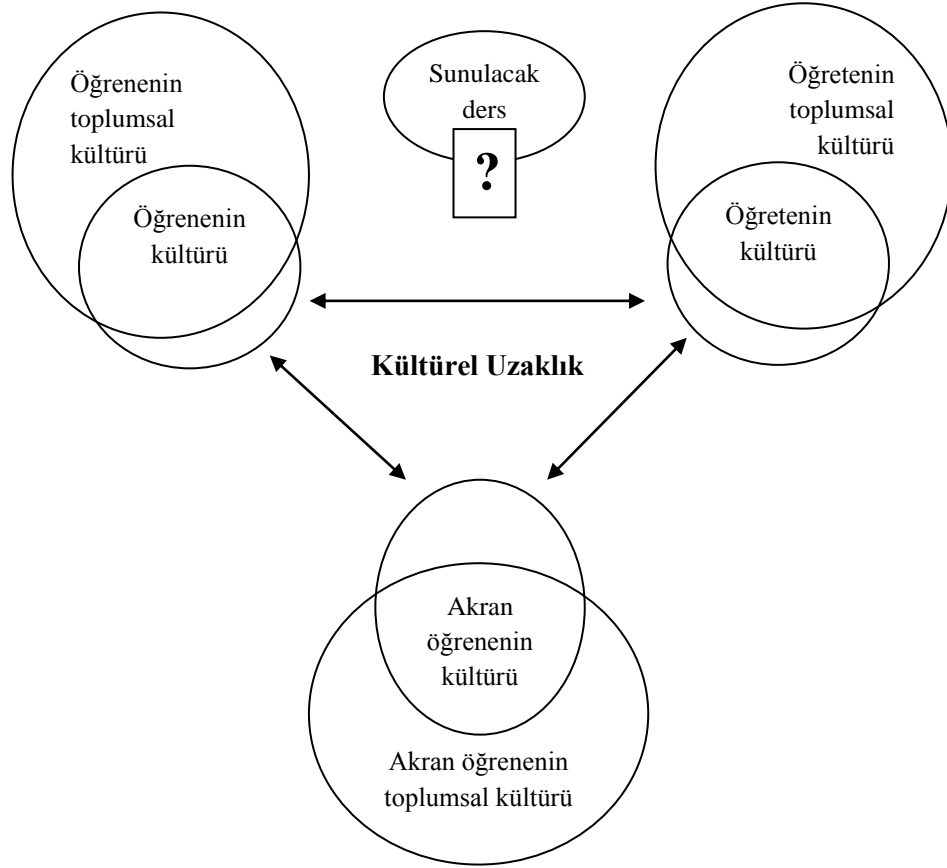 Öğrenenin
toplumsal
kültürü
Öğrenenin
kültürü
Sunulacak
ders
?
Öğretenin
toplumsal
kültürü
Öğretenin
kültürü
Kültürel Uzaklık
Akran
öğrenenin
kültürü
Akran öğrenenin
toplumsal kültürü